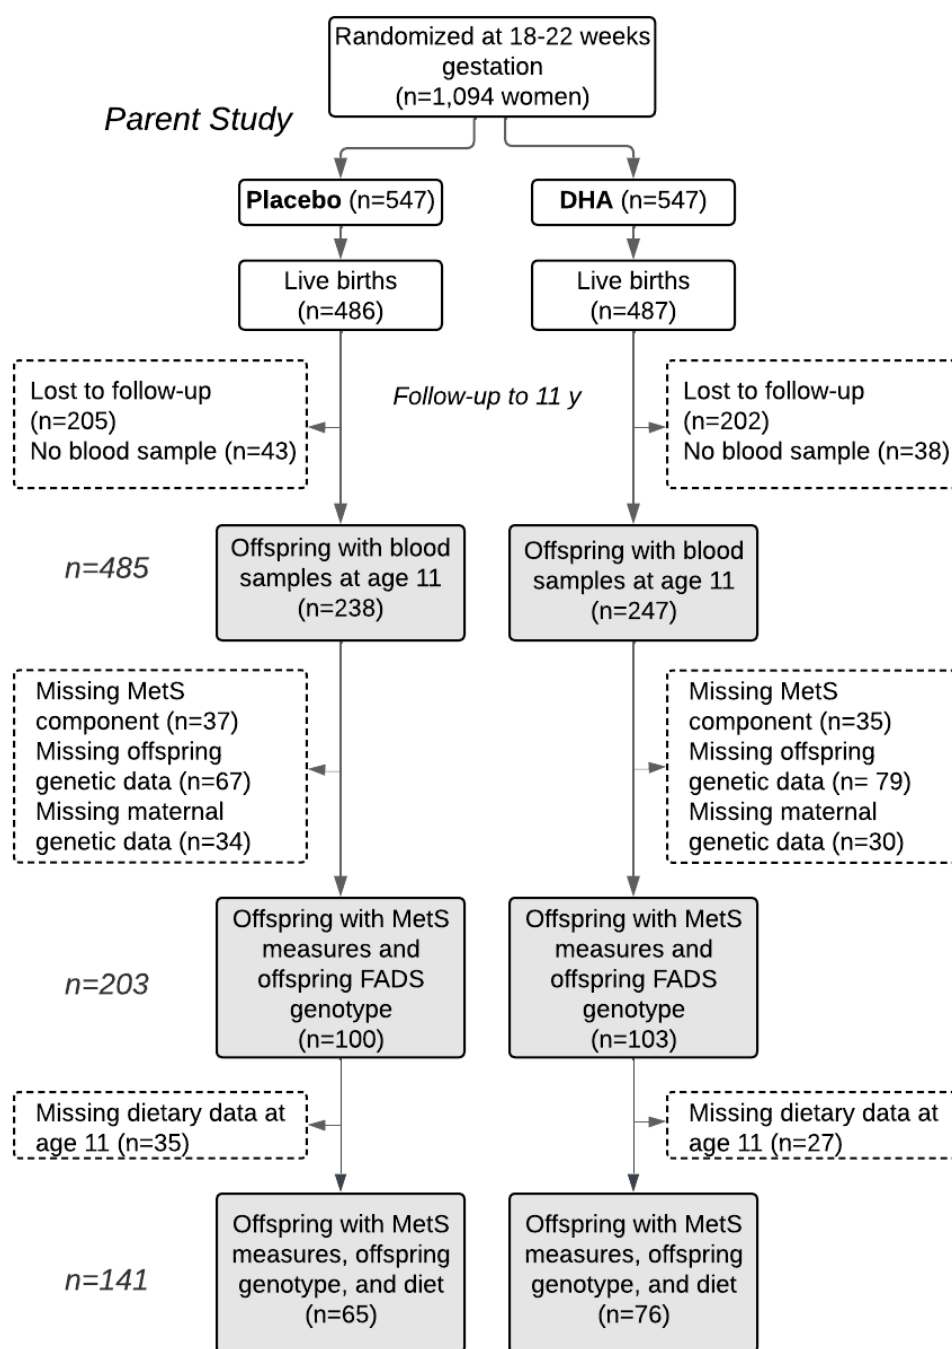 Randomized at 18-22 weeks
gestation
(n=1,094 women)
Parent Study
Placebo (n=547)
DHA (n=547)
Live births
(n=486)
Live births
(n=487)
Lost to follow-up
(n=205)
No blood sample (n=43)
Follow-up to 11 y
Lost to follow-up
(n=202)
No blood sample (n=38)
n=485
Offspring with blood
samples at age 11
(n=238)
Offspring with blood
samples at age 11
(n=247)
Missing MetS
component (n=37)
Missing offspring
genetic data (n=67)
Missing maternal
genetic data (n=34)
Missing MetS
component (n=35)
Missing offspring
genetic data (n= 79)
Missing maternal
genetic data (n=30)
n=203
Offspring with MetS
measures and
offspring FADS
genotype
(n=100)
Offspring with MetS
measures and
offspring FADS
genotype
(n=103)
Missing dietary data at
age 11 (n=35)
Missing dietary data at
age 11 (n=27)
n=141
Offspring with MetS
measures, offspring
genotype, and diet
(n=65)
Offspring with MetS
measures, offspring
genotype, and diet
(n=76)